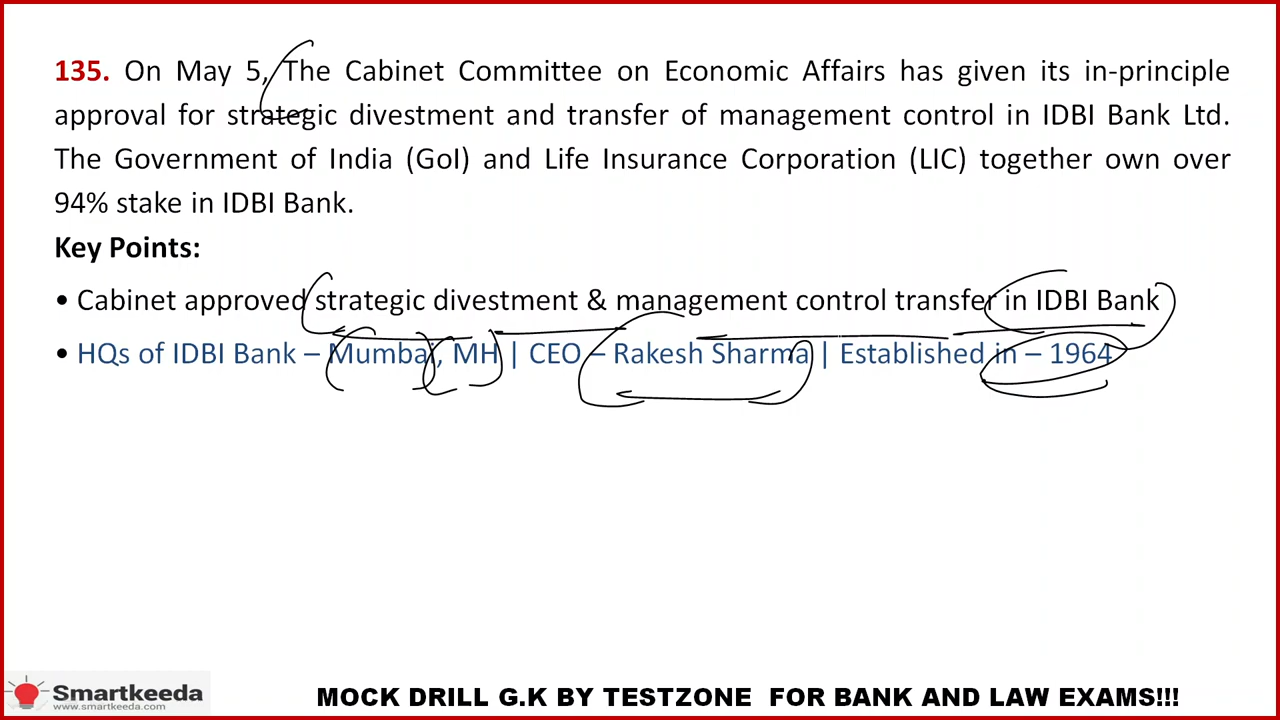 135. On May 5, The Cabinet Committee on Economic Affairs has given its in-principle
approval for strategic divestment and transfer of management control in IDBI Bank Ltd.
The Government of India (GoI) and Life Insurance Corporation (LIC) together own over
94% stake in IDBI Bank.
Key Points:
• Cabinet approved strategic divestment & management control transfer in IDBI Bank
• HQs of IDBI Bank – Mumbai, MH | CEO – Rakesh Sharma | Established in – 1964
Smartkeeda
www.smartkeeda.com
MOCK DRILL G.K BY TESTZONE FOR BANK AND LAW EXAMS!!!